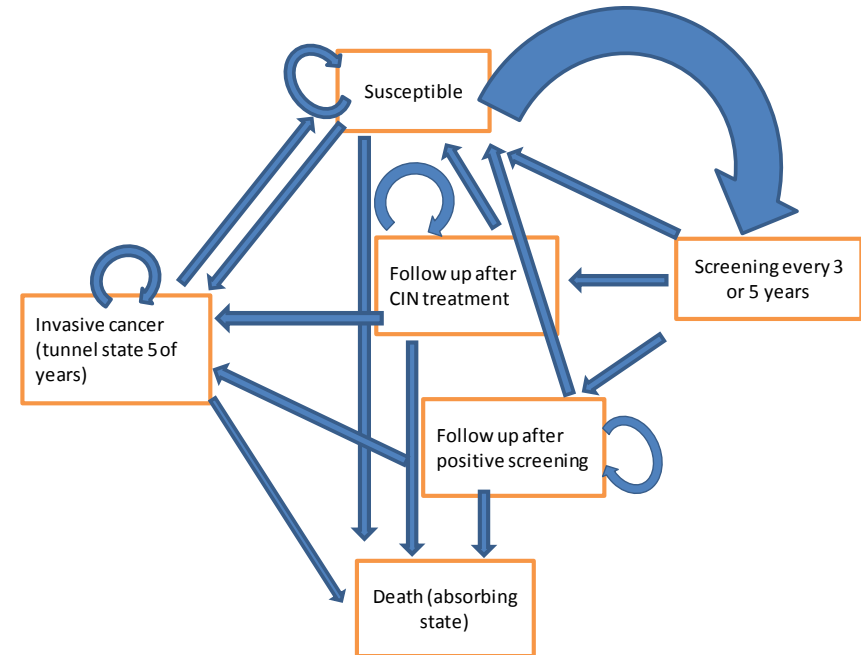 Susceptible
Screening every 3
or 5 years
Follow up after
CIN treatment
Invasive cancer
(tunnel state 5 of
years)
Follow up after
positive screening
Death (absorbing
state)